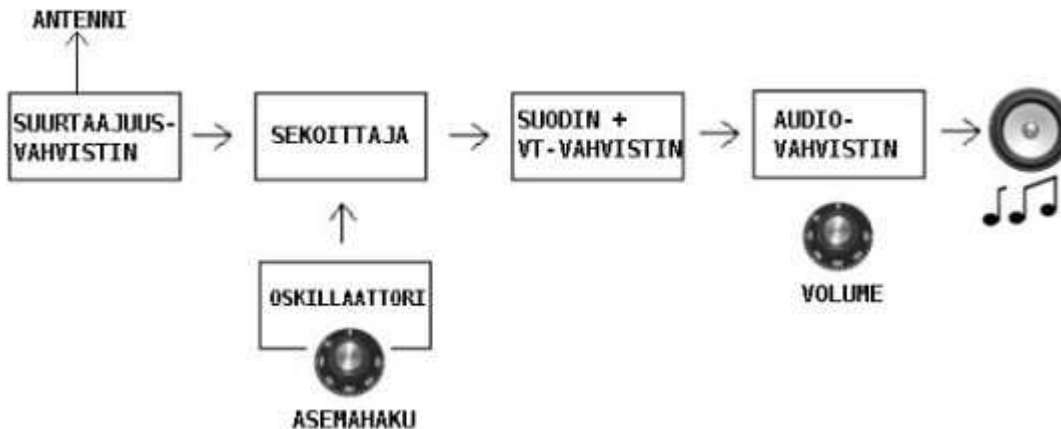 ANTENNI
SUURTAAJUUS-
VAHVISTIN
SEKOITTAJA
SUODIN +
VT-VAHVISTIN
AUDIO-
VAHVISTIN
OSKILLAATTORI
ASEMAHAKU
VOLUME